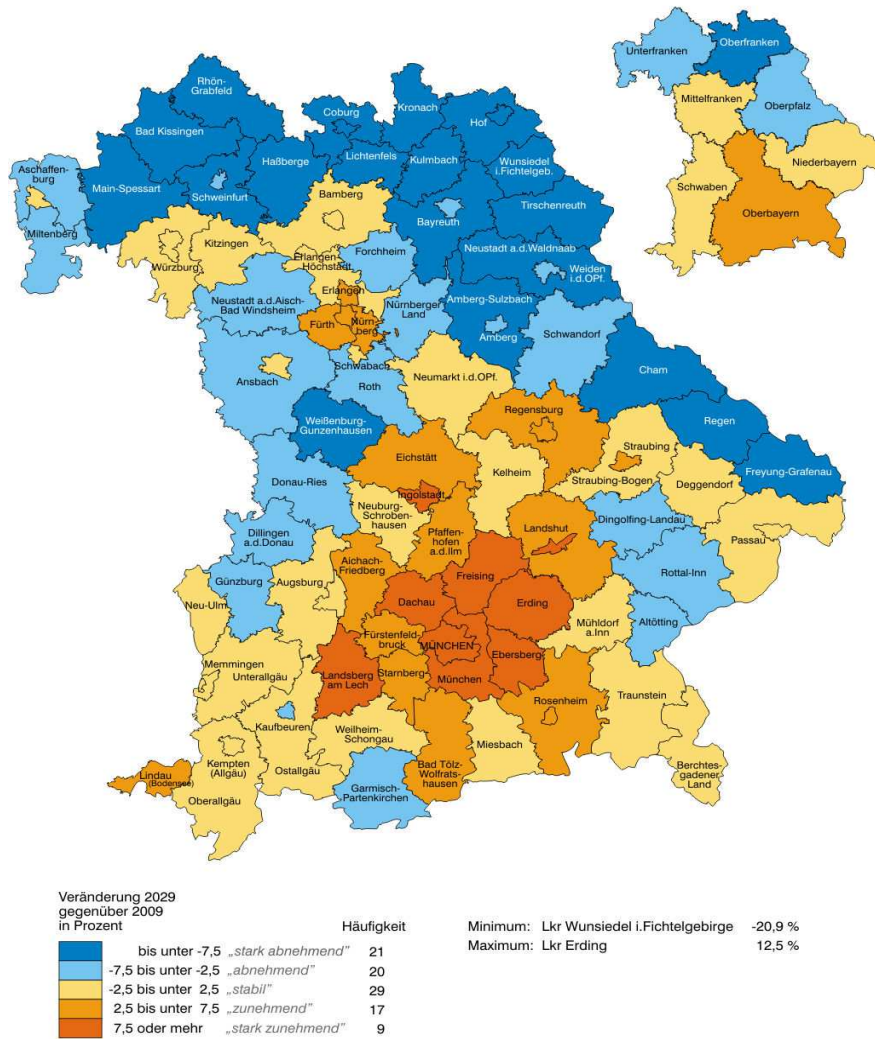 Unterfranken
Oberfranken
Mittelfranken
Oberpfalz
Niederbayern
Schwaben
Oberbayern
Rhön-
Grabfeld
Coburg
Kronach
Hof
Bad Kissingen
Lichtenfels
Kulmbach
Wunsiedel
i.Fichtelgeb.
Haßberge
Aschaffen-
burg
Main-Spessart
Schweinfurt
Bamberg
Tirschenreuth
Miltenberg
Bayreuth
Kitzingen
Würzburg
Erlangen-
Höchstadt
Forchheim
Neustadt a.d.Waldnaab
Weiden
i.d.OPf.
Neustadt a.d.Aisch-
Bad Windsheim
Erlangen
Nürnberger
Land
Amberg-Sulzbach
Fürth
Nürn-
berg
Amberg
Schwandorf
Ansbach
Schwabach
Roth
Neumarkt i.d.OPf.
Cham
Weißenburg-
Gunzenhausen
Regensburg
Regen
Eichstätt
Straubing
Freyung-Grafenau
Kelheim
Donau-Ries
Ingolstadt
Straubing-Bogen
Deggendorf
Neuburg-
Schroben-
hausen
Dillingen
a.d.Donau
Pfaffen-
hofen
a.d.Ilm
Landshut
Dingolfing-Landau
Passau
Aichach-
Friedberg
Günzburg
Augsburg
Freising
Rottal-Inn
Neu-Ulm
Dachau
Erding
Mühldorf
a.Inn
Altötting
Fürstenfeld-
bruck
MÜNCHEN
Ebersberg
Memmingen
Unterallgäu
Landsberg
am Lech
Starnberg
München
Traunstein
Rosenheim
Kaufbeuren
Weilheim-
Schongau
Miesbach
Lindau
(Bodensee)
Kempten
(Allgäu)
Ostallgäu
Bad Tölz-
Wolfrats-
hausen
Berchtes-
gadener
Land
Oberallgäu
Garmisch-
Partenkirchen
Veränderung 2029
gegenüber 2009
in Prozent Häufigkeit
bis unter -7,5 „stark abnehmend” 21
-7,5 bis unter -2,5 „abnehmend” 20
-2,5 bis unter 2,5 „stabil” 29
2,5 bis unter 7,5 „zunehmend” 17
7,5 oder mehr „stark zunehmend” 9
Minimum: Lkr Wunsiedel i.Fichtelgebirge -20,9 %
Maximum: Lkr Erding 12,5 %